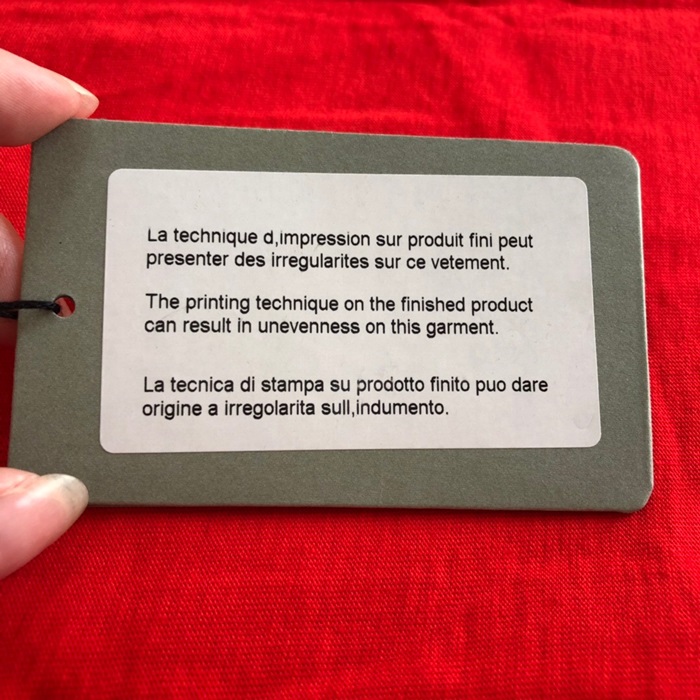 La technique d,impression sur produit fini peut
presenter des irregularites sur ce vetement.
The printing technique on the finished product
can result in unevenness on this garment.
La tecnica di stampa su prodotto finito puo dare
origine a irregolarita sull,indumento.